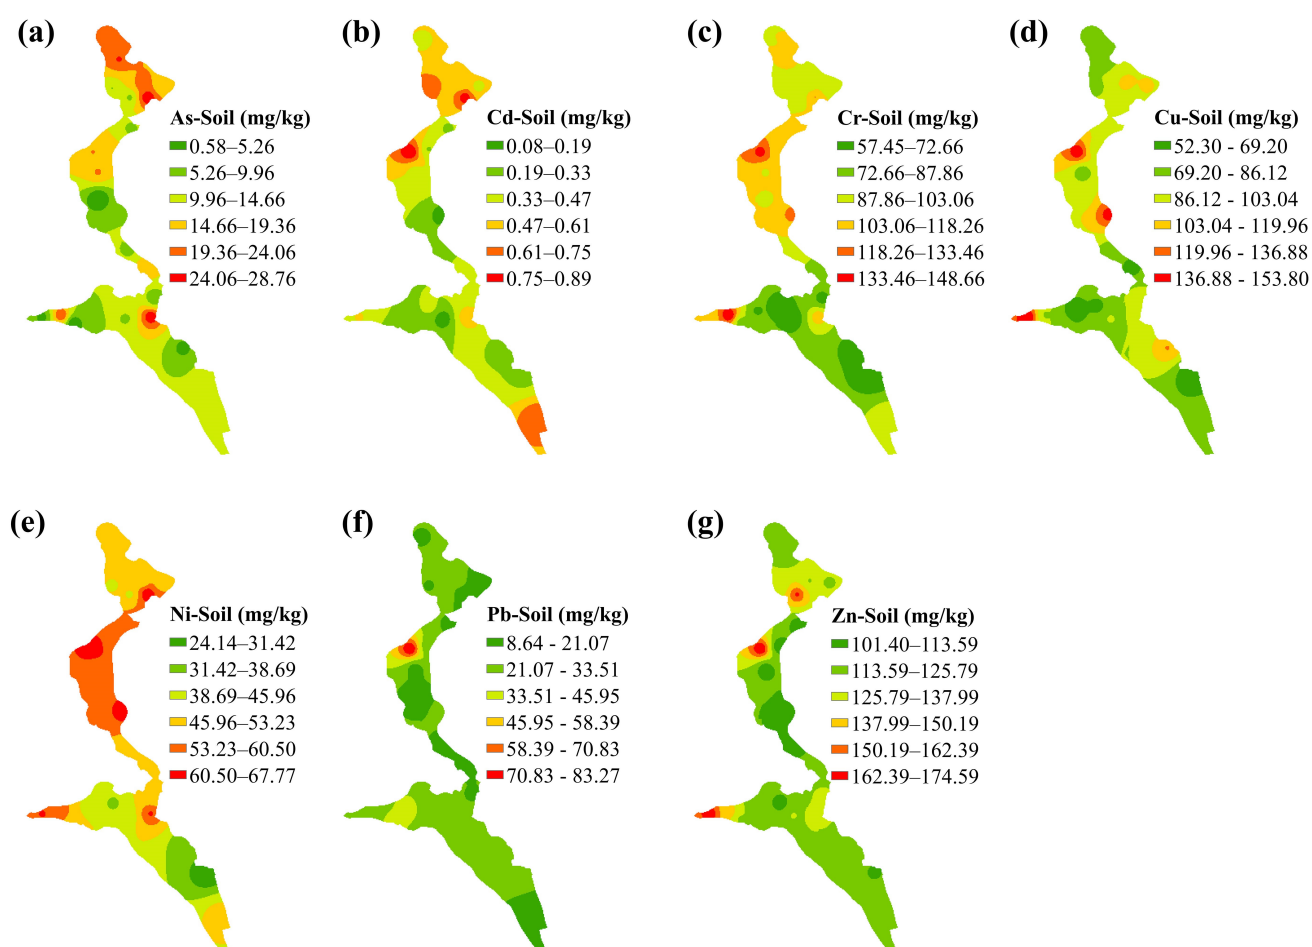 (a)
As-Soil (mg/kg)
0.58–5.26
5.26–9.96
9.96–14.66
14.66–19.36
19.36–24.06
24.06–28.76
(b)
Cd-Soil (mg/kg)
0.08–0.19
0.19–0.33
0.33–0.47
0.47–0.61
0.61–0.75
0.75–0.89
(c)
Cr-Soil (mg/kg)
57.45–72.66
72.66–87.86
87.86–103.06
103.06–118.26
118.26–133.46
133.46–148.66
(d)
Cu-Soil (mg/kg)
52.30 - 69.20
69.20 - 86.12
86.12 - 103.04
103.04 - 119.96
119.96 - 136.88
136.88 - 153.80
(e)
Ni-Soil (mg/kg)
24.14–31.42
31.42–38.69
38.69–45.96
45.96–53.23
53.23–60.50
60.50–67.77
(f)
Pb-Soil (mg/kg)
8.64 - 21.07
21.07 - 33.51
33.51 - 45.95
45.95 - 58.39
58.39 - 70.83
70.83 - 83.27
(g)
Zn-Soil (mg/kg)
101.40–113.59
113.59–125.79
125.79–137.99
137.99–150.19
150.19–162.39
162.39–174.59